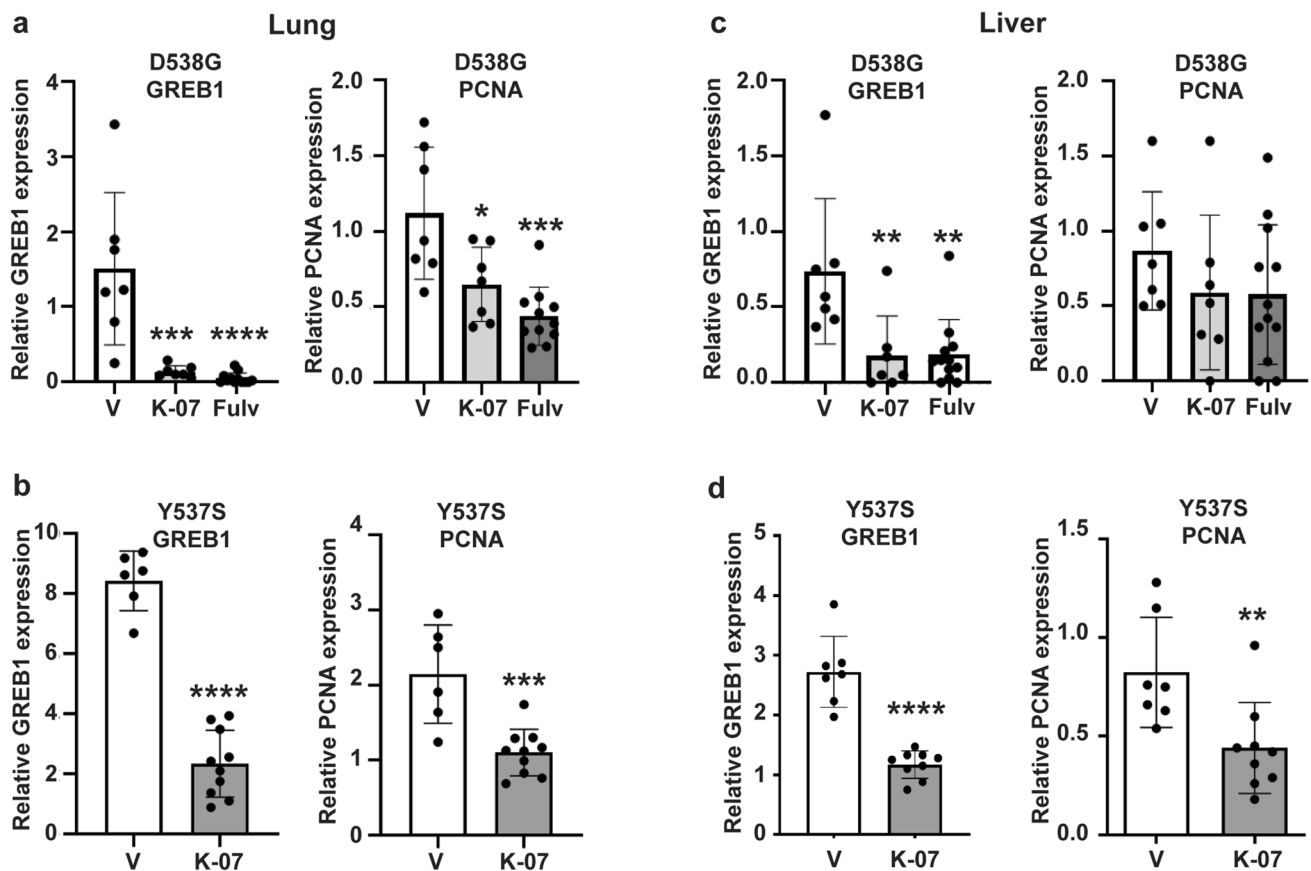 a
Lung
D538G
GREB1
Relative GREB1 expression
4
3
2
1
0
***
****
V
K-07
Fulv
D538G
PCNA
Relative PCNA expression
2.0
1.5
1.0
0.5
0.0
*
***
V
K-07
Fulv
c
Liver
D538G
GREB1
Relative GREB1 expression
2.0
1.5
1.0
0.5
0.0
**
**
V
K-07
Fulv
D538G
PCNA
Relative PCNA expression
2.0
1.5
1.0
0.5
0.0
V
K-07
Fulv
b
Y537S
GREB1
Relative GREB1 expression
10
8
6
4
2
0
****
V
K-07
Y537S
PCNA
Relative PCNA expression
4
3
2
1
0
***
V
K-07
d
Y537S
GREB1
Relative GREB1 expression
5
4
3
2
1
0
****
V
K-07
Y537S
PCNA
Relative PCNA expression
1.5
1.0
0.5
0.0
**
V
K-07